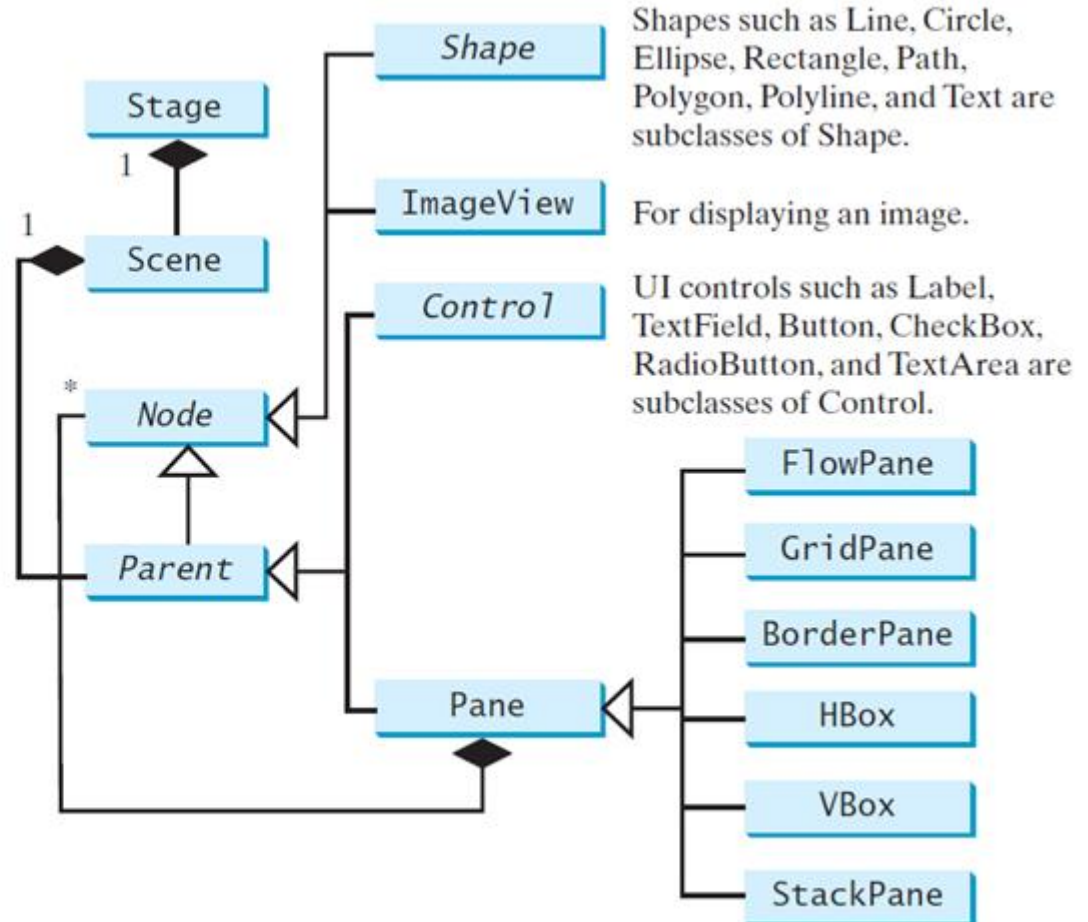 Stage
1
1
Scene
*
Node
Parent
Shape
Shapes such as Line, Circle,
Ellipse, Rectangle, Path,
Polygon, Polyline, and Text are
subclasses of Shape.
ImageView
For displaying an image.
Control
UI controls such as Label,
TextField, Button, CheckBox,
RadioButton, and TextArea are
subclasses of Control.
Pane
FlowPane
GridPane
BorderPane
HBox
VBox
StackPane